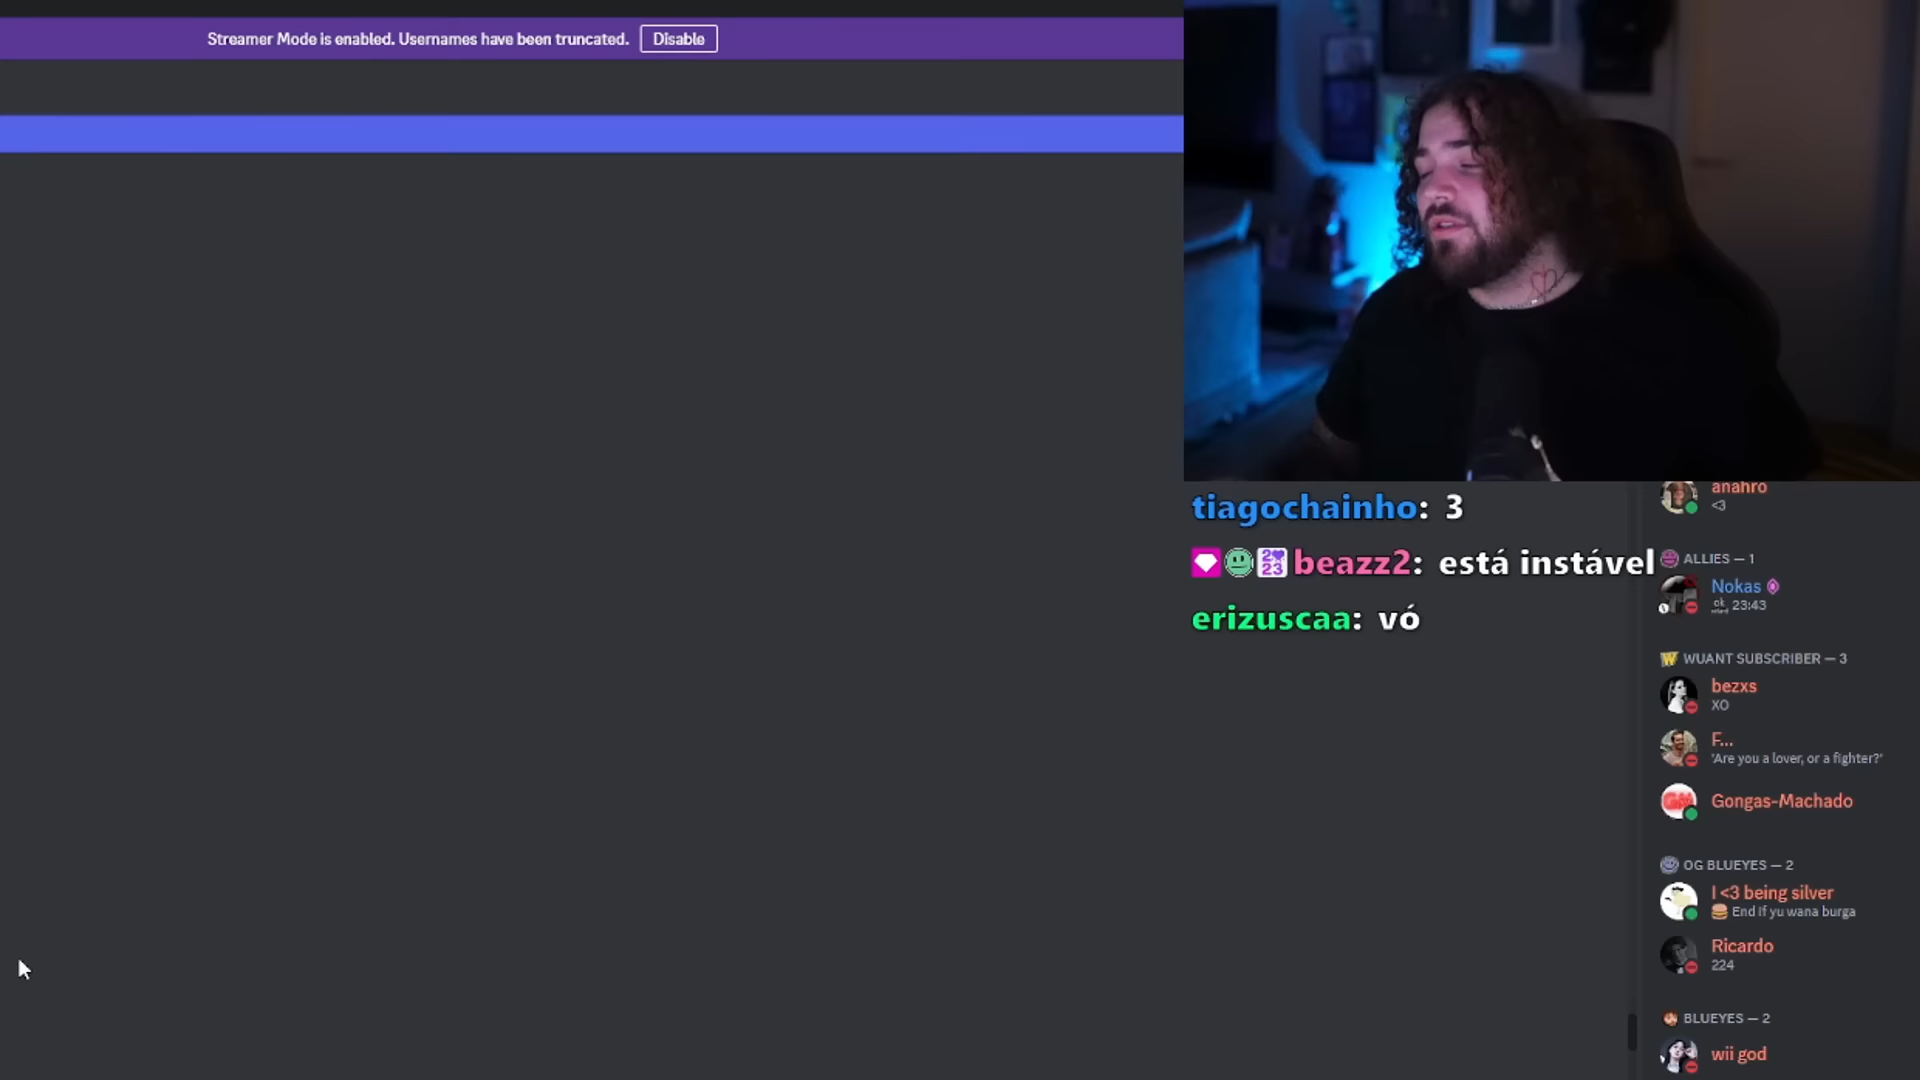 Streamer Mode is enabled. Usernames have been truncated. Disable
tiagochainho: 3
beazz2: está instável
erizuscaa: vó
anahro
<3
ALLIES — 1
Nokas
23:43
WUANT SUBSCRIBER — 3
bezxs
XO
F...
'Are you a lover, or a fighter?'
Gongas-Machado
OG BLUEYES — 2
I <3 being silver
End If yu wana burga
Ricardo
224
BLUEYES — 2
wii god